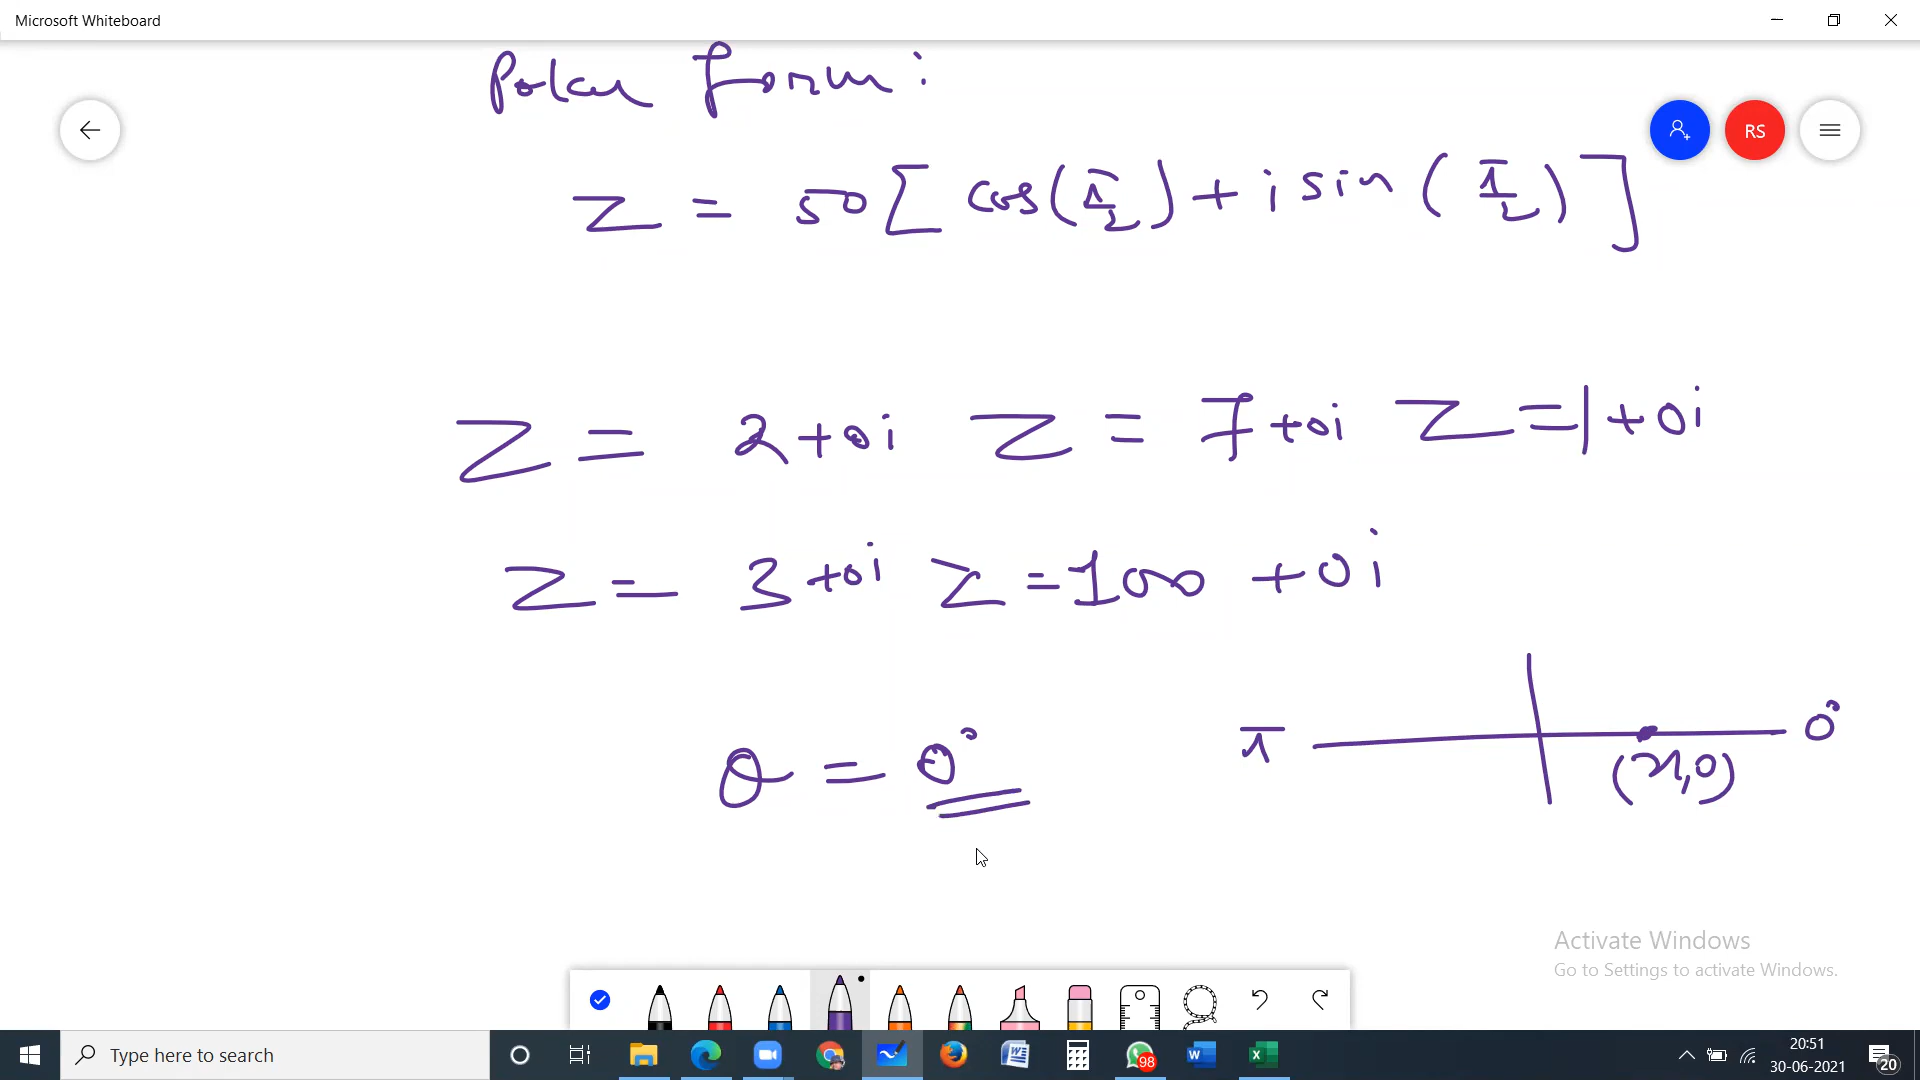 Microsoft Whiteboard
Polar form:
RS
z = 50[cos(π/2) + i sin(π/2)]
z = 2+0i z = 7+0i z = 1+0i
z = 3+0i z = 100 +0i
θ = 0°
π 0°
(x,0)
Activate Windows
Go to Settings to activate Windows.
Type here to search
98
W
X
20:51
30-06-2021
20